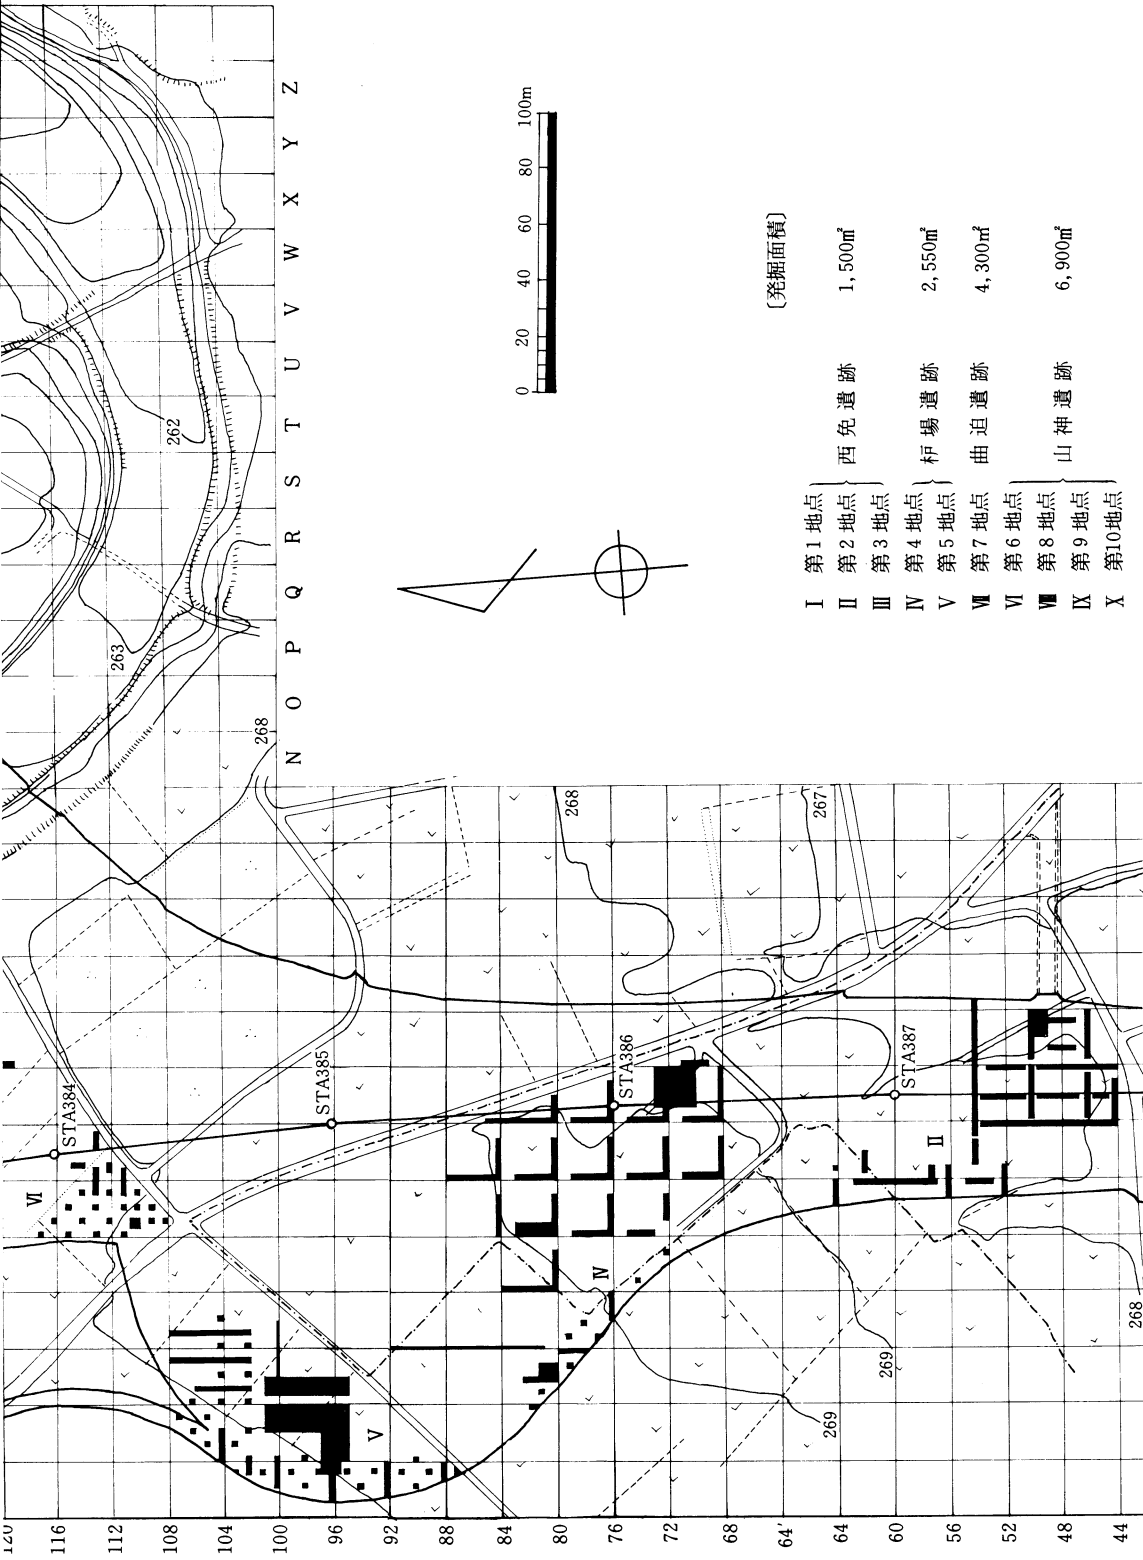 N O P Q R S T U V W X Y Z
0 20 40 60 80 100m
〔発掘面積〕
Ⅰ 第1地点
Ⅱ 第2地点 西免遺跡 1,500㎡
Ⅲ 第3地点
Ⅳ 第4地点
Ⅴ 第5地点
枦場遺跡 2,550㎡
Ⅶ 第7地点 曲迫遺跡 4,300㎡
Ⅵ 第6地点
Ⅷ 第8地点
Ⅸ 第9地点
Ⅹ 第10地点
山神遺跡 6,900㎡
262
263
268
268
267
STA384
STA385
STA386
STA387
Ⅵ
Ⅴ
Ⅳ
Ⅱ
269
269
268
120 116 112 108 104 100 96 92 88 84 80 76 72 68 64' 60 56 52 48 44